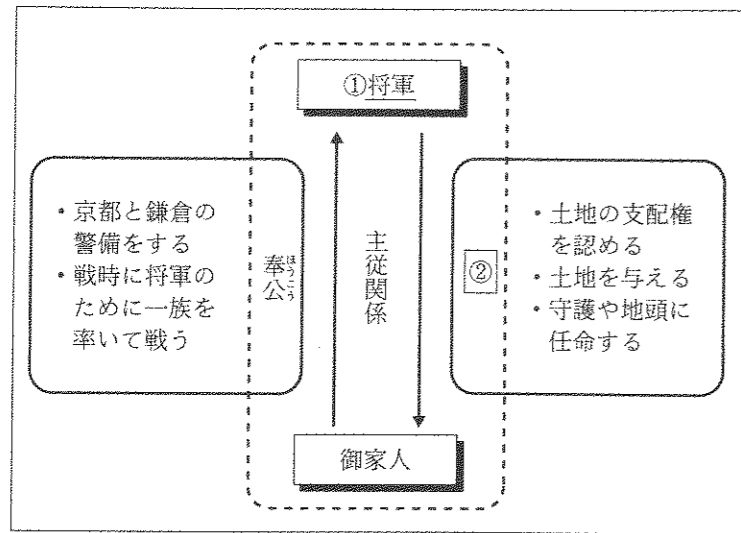 ①将軍
・京都と鎌倉の
警備をする
・戦時に将軍の
ために一族を
率いて戦う
奉公
ほうこう
主従関係
②
・土地の支配権
を認める
・土地を与える
・守護や地頭に
任命する
御家人